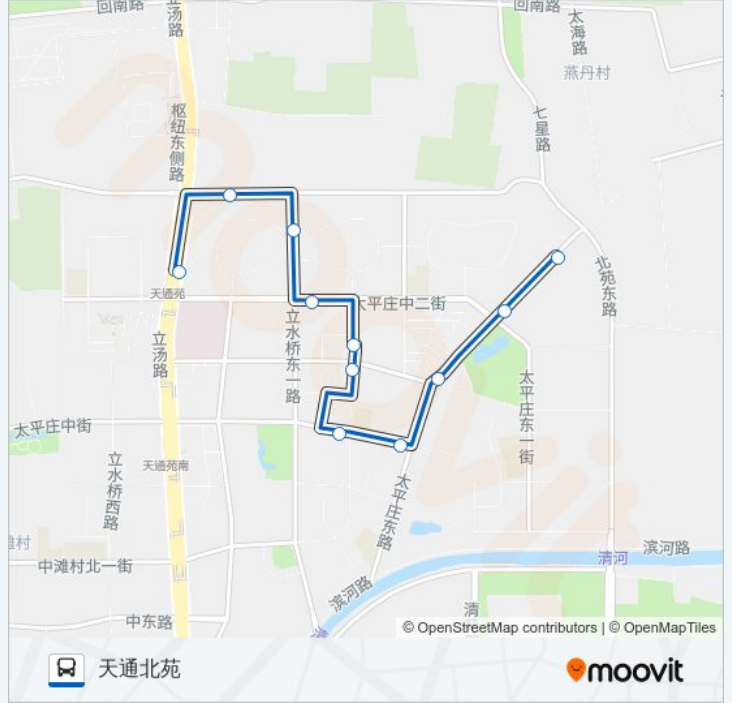 回南路
立汤路
回南路
太海路
燕丹村
枢纽东侧路
七星路
北苑东路
天通苑
太平庄中二街
立汤路
立水桥东一路
太平庄东一街
太平庄中街
天通苑南
立水桥西路
太平庄东路
滩村
中滩村北一街
清河
滨河路
滨河路
中东路
清
© OpenStreetMap contributors | © OpenMapTiles
天通北苑
moovit